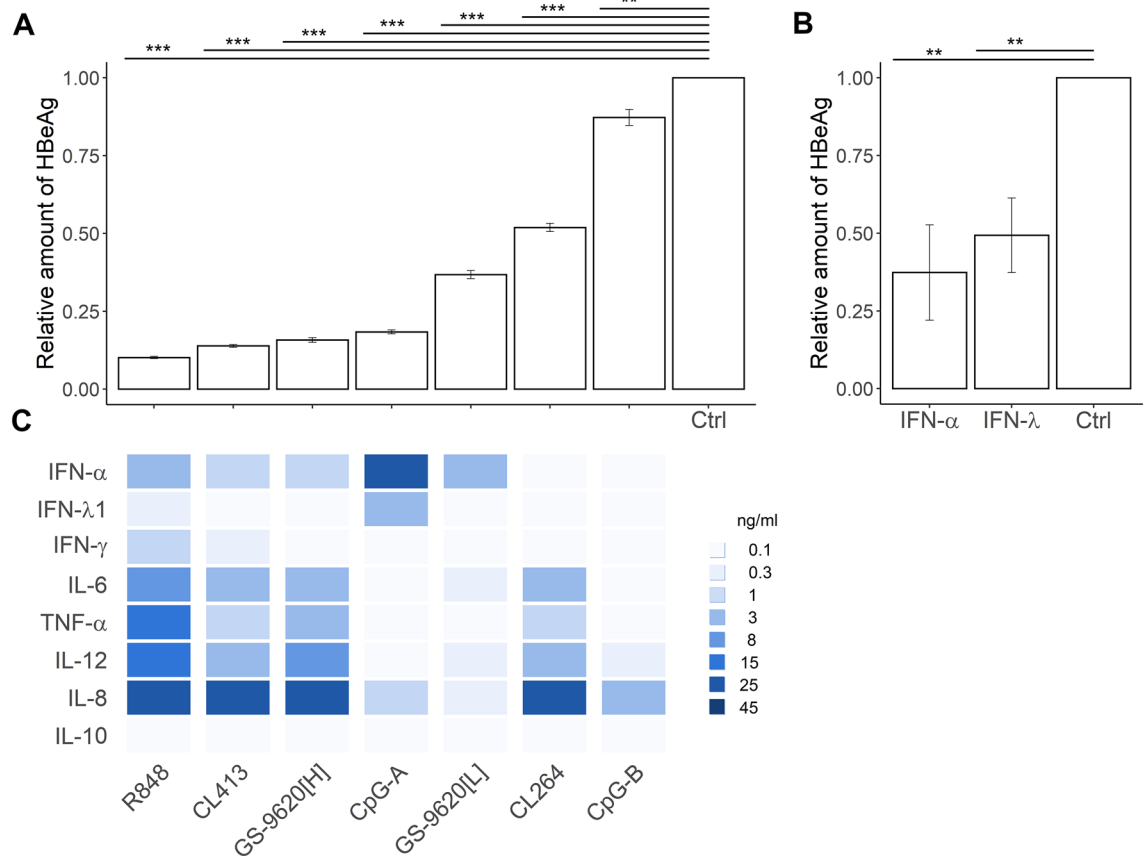 A
**
***
***
***
***
***
***
1.00
0.75
0.50
0.25
0.00
Relative amount of HBeAg
Ctrl
B
**
**
1.00
0.75
0.50
0.25
0.00
Relative amount of HBeAg
IFN-α
IFN-λ
Ctrl
C
IFN-α
IFN-λ1
IFN-γ
IL-6
TNF-α
IL-12
IL-8
IL-10
R848
CL413
GS-9620[H]
CpG-A
GS-9620[L]
CL264
CpG-B
ng/ml
0.1
0.3
1
3
8
15
25
45